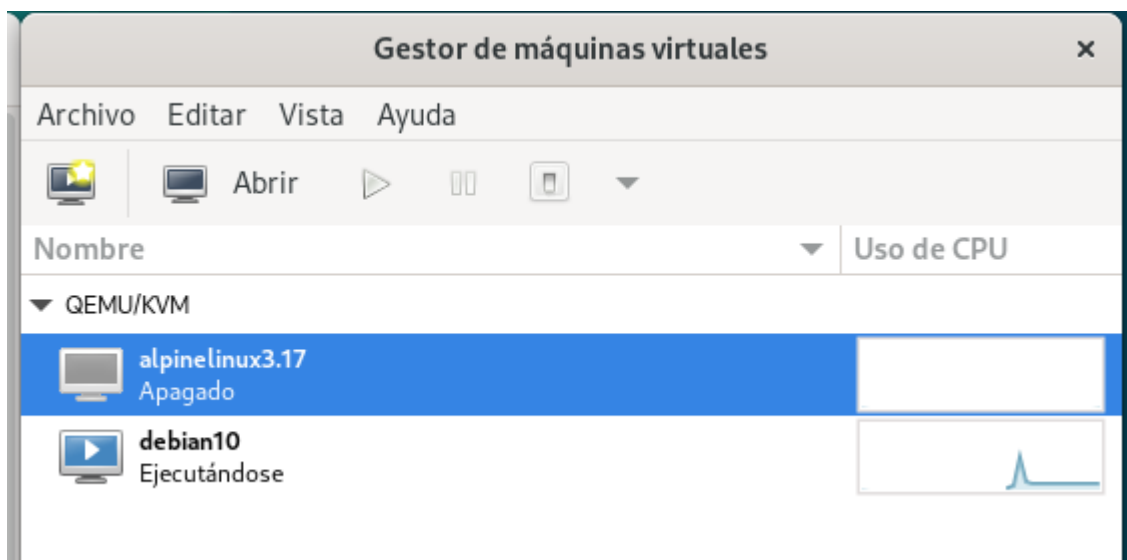 Gestor de máquinas virtuales
Archivo Editar Vista Ayuda
Abrir
Nombre Uso de CPU
QEMU/KVM
alpinelinux3.17
Apagado
debian10
Ejecutándose